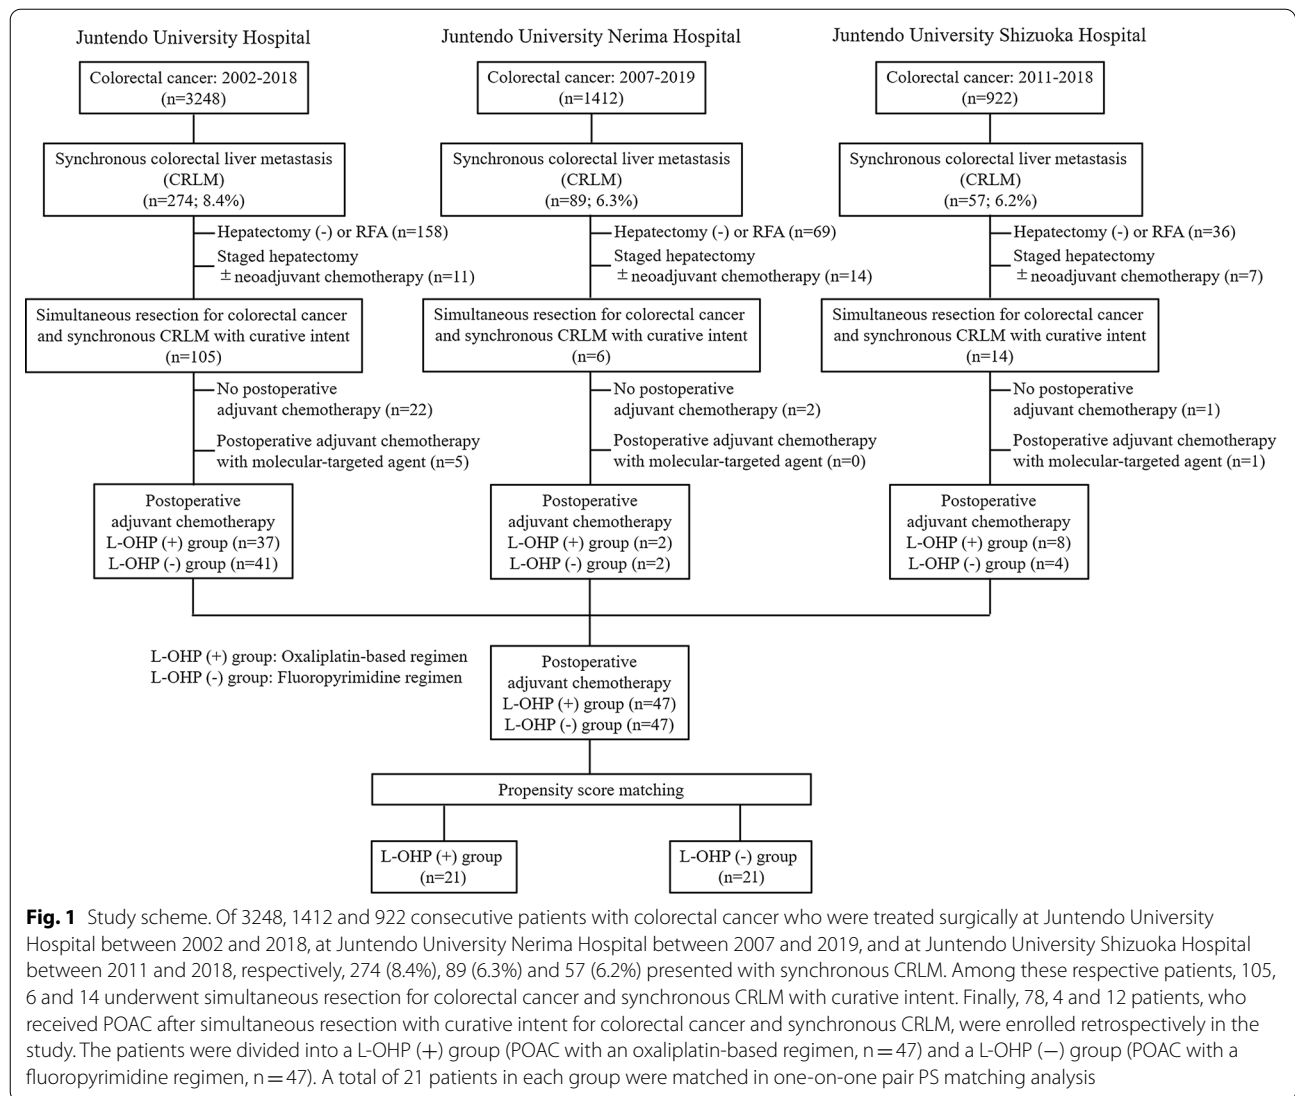 Juntendo University Hospital
Juntendo University Nerima Hospital
Juntendo University Shizuoka Hospital
Colorectal cancer: 2002-2018
(n=3248)
Colorectal cancer: 2007-2019
(n=1412)
Colorectal cancer: 2011-2018
(n=922)
Synchronous colorectal liver metastasis
(CRLM)
(n=274; 8.4%)
Synchronous colorectal liver metastasis
(CRLM)
(n=89; 6.3%)
Synchronous colorectal liver metastasis
(CRLM)
(n=57; 6.2%)
Hepatectomy (-) or RFA (n=158)
Staged hepatectomy
± neoadjuvant chemotherapy (n=11)
Hepatectomy (-) or RFA (n=69)
Staged hepatectomy
± neoadjuvant chemotherapy (n=14)
Hepatectomy (-) or RFA (n=36)
Staged hepatectomy
± neoadjuvant chemotherapy (n=7)
Simultaneous resection for colorectal cancer
and synchronous CRLM with curative intent
(n=105)
Simultaneous resection for colorectal cancer
and synchronous CRLM with curative intent
(n=6)
Simultaneous resection for colorectal cancer
and synchronous CRLM with curative intent
(n=14)
No postoperative
adjuvant chemotherapy (n=22)
Postoperative adjuvant chemotherapy
with molecular-targeted agent (n=5)
No postoperative
adjuvant chemotherapy (n=2)
Postoperative adjuvant chemotherapy
with molecular-targeted agent (n=0)
No postoperative
adjuvant chemotherapy (n=1)
Postoperative adjuvant chemotherapy
with molecular-targeted agent (n=1)
Postoperative
adjuvant chemotherapy
L-OHP (+) group (n=37)
L-OHP (-) group (n=41)
Postoperative
adjuvant chemotherapy
L-OHP (+) group (n=2)
L-OHP (-) group (n=2)
Postoperative
adjuvant chemotherapy
L-OHP (+) group (n=8)
L-OHP (-) group (n=4)
L-OHP (+) group: Oxaliplatin-based regimen
L-OHP (-) group: Fluoropyrimidine regimen
Postoperative
adjuvant chemotherapy
L-OHP (+) group (n=47)
L-OHP (-) group (n=47)
Propensity score matching
L-OHP (+) group
(n=21)
L-OHP (-) group
(n=21)
Fig. 1 Study scheme. Of 3248, 1412 and 922 consecutive patients with colorectal cancer who were treated surgically at Juntendo University
Hospital between 2002 and 2018, at Juntendo University Nerima Hospital between 2007 and 2019, and at Juntendo University Shizuoka Hospital
between 2011 and 2018, respectively, 274 (8.4%), 89 (6.3%) and 57 (6.2%) presented with synchronous CRLM. Among these respective patients, 105,
6 and 14 underwent simultaneous resection for colorectal cancer and synchronous CRLM with curative intent. Finally, 78, 4 and 12 patients, who
received POAC after simultaneous resection with curative intent for colorectal cancer and synchronous CRLM, were enrolled retrospectively in the
study. The patients were divided into a L-OHP (+) group (POAC with an oxaliplatin-based regimen, n = 47) and a L-OHP (−) group (POAC with a
fluoropyrimidine regimen, n = 47). A total of 21 patients in each group were matched in one-on-one pair PS matching analysis